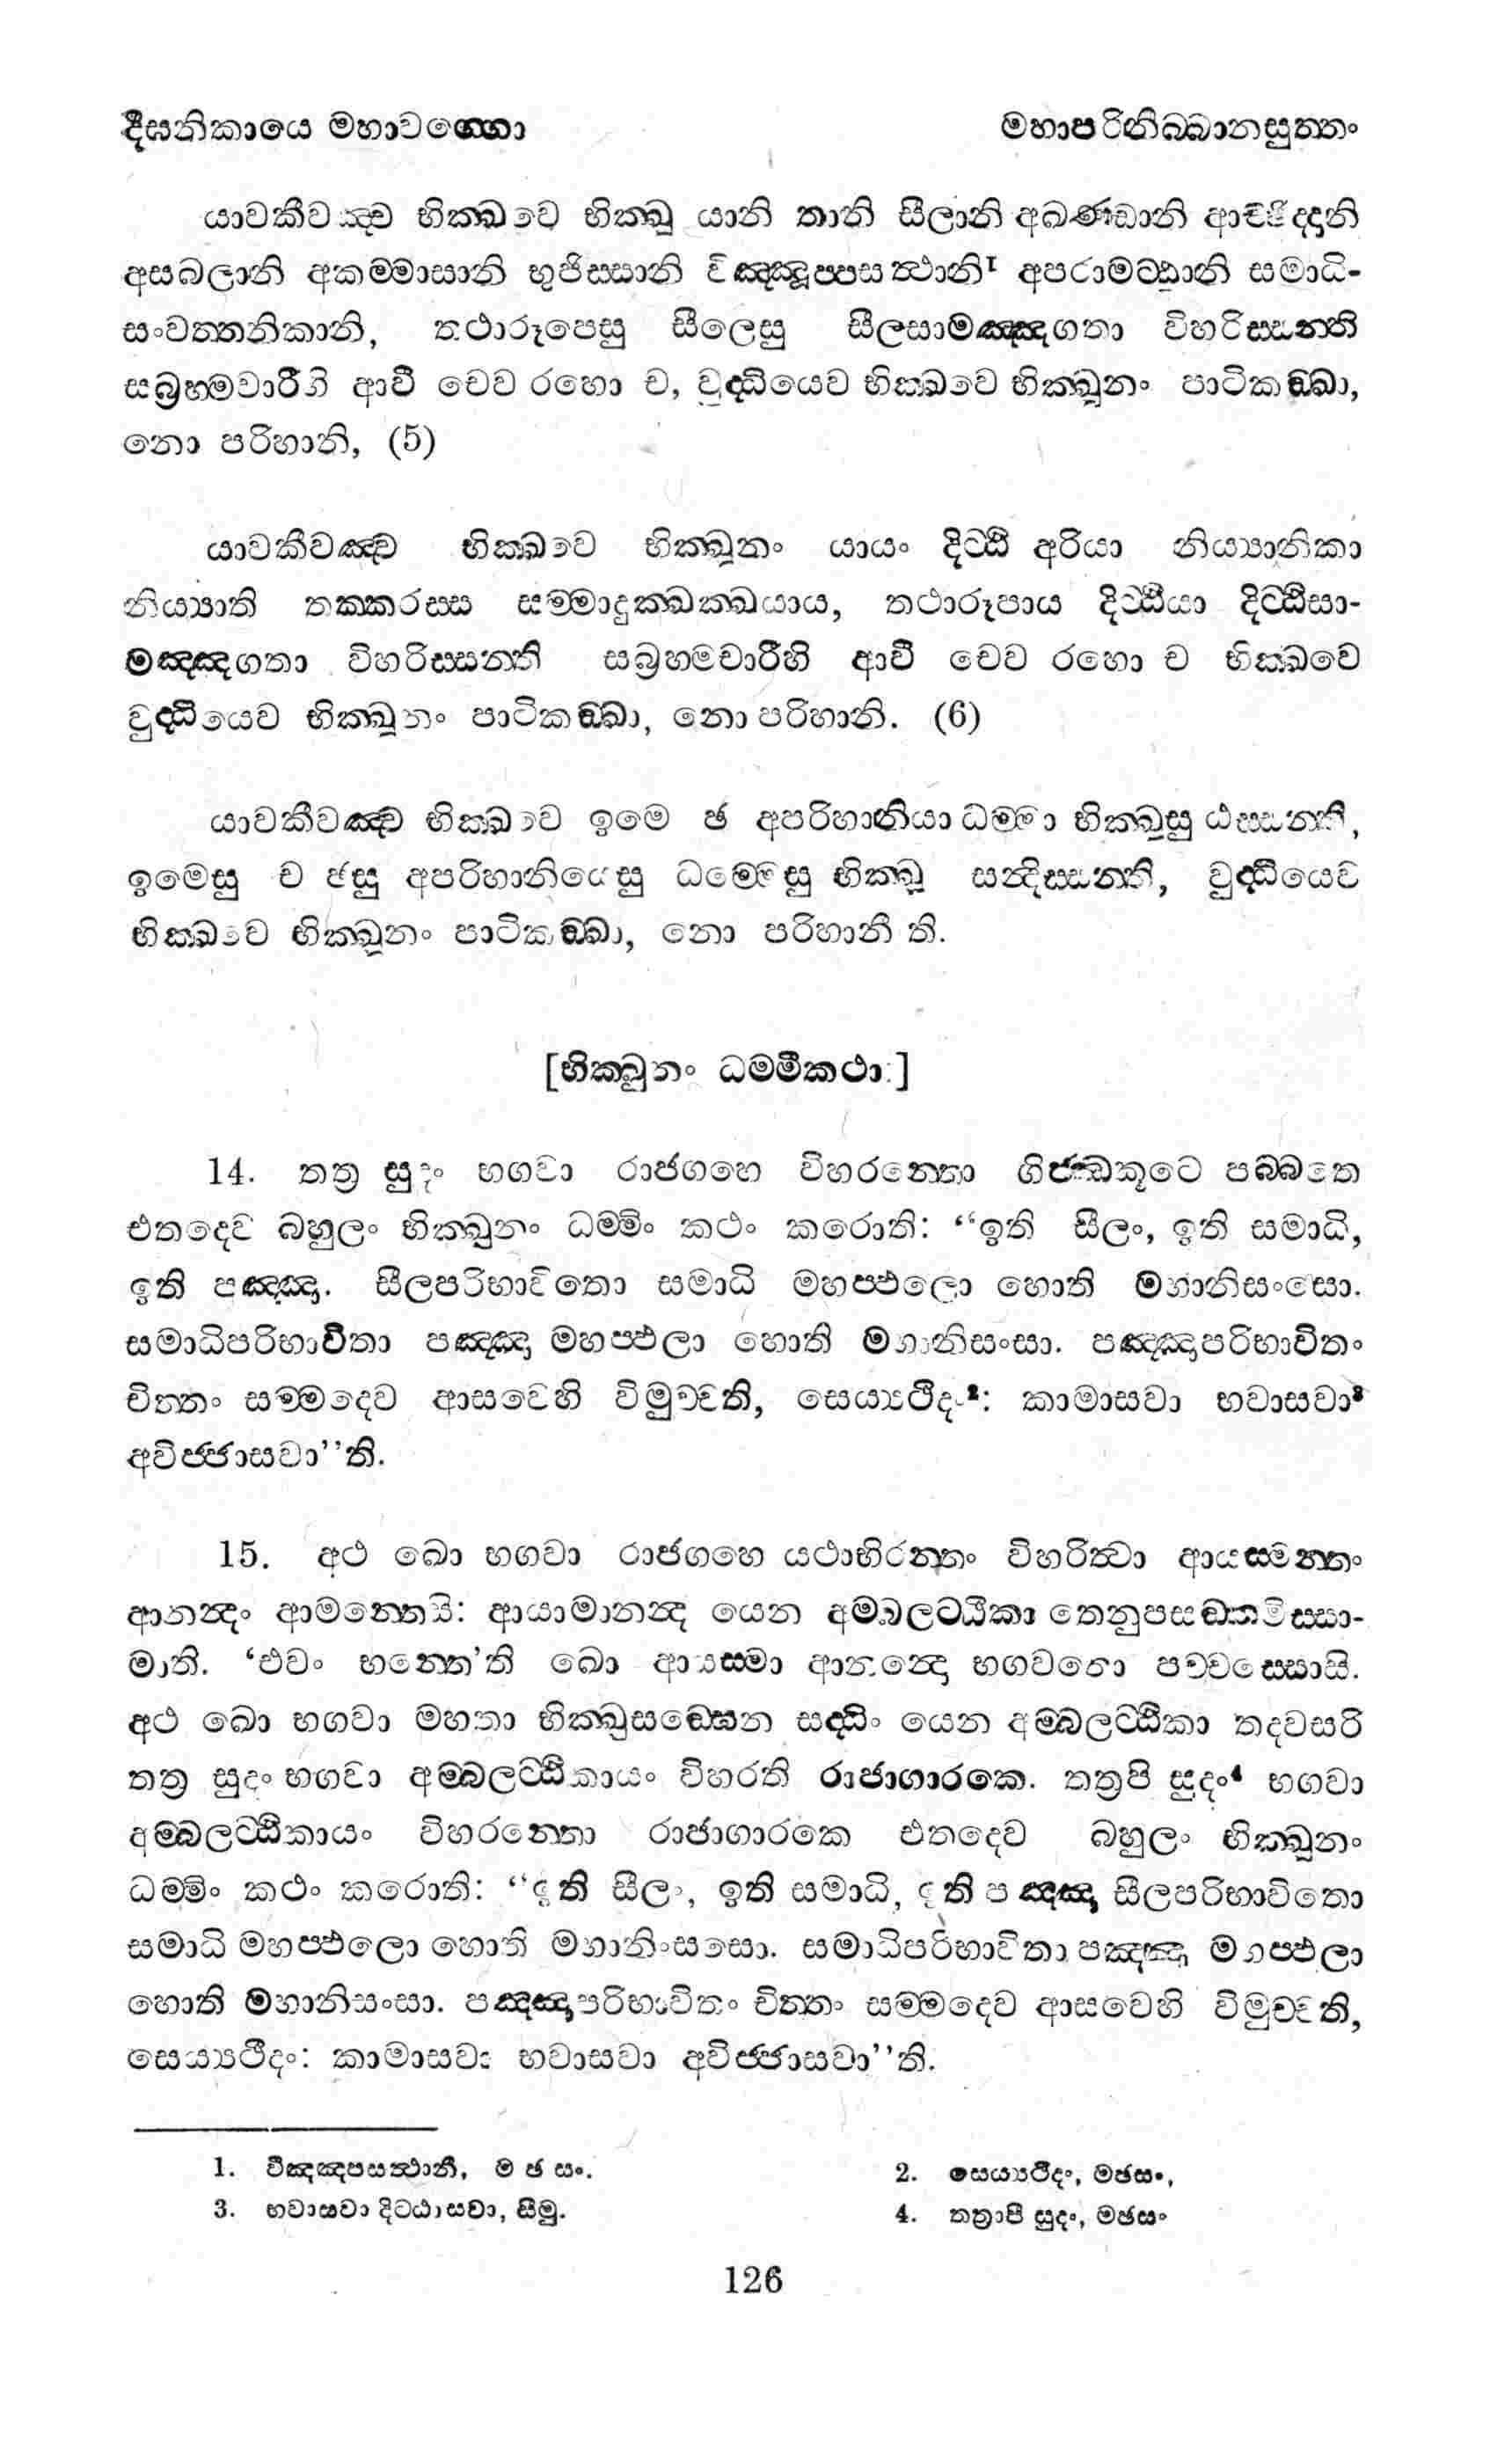 දීඝනිකායෙ මහාවග්ගො මහාපරිනිබ්බානසුත්තං
යාවකීවඤ්ච භික්ඛවෙ භික්ඛූ යානි තානි සීලානි අඛණ්ඩානි අච්ඡිද්දානි
අසබලානි අකම්මාසානි භුජිස්සානි විඤ්ඤූප්පසත්ථානි¹ අපරාමට්ඨානි සමාධි-
සංවත්තනිකානි, තථාරූපෙසු සීලෙසු සීලසාමඤ්ඤගතා විහරිස්සන්ති
සබ්‍රහ්මචාරීහි ආවී චෙව රහො ච, වුද්ධියෙව භික්ඛවෙ භික්ඛූනං පාටිකඞ්ඛා,
නො පරිහානි, (5)
යාවකීවඤ්ච භික්ඛවෙ භික්ඛූනං යායං දිට්ඨි අරියා නිය්‍යානිකා
නිය්‍යාති තක්කරස්ස සම්මාදුක්ඛක්ඛයාය, තථාරූපාය දිට්ඨියා දිට්ඨිසා-
මඤ්ඤගතා විහරිස්සන්ති සබ්‍රහ්මචාරීහි ආවී චෙව රහො ච භික්ඛවෙ
වුද්ධියෙව භික්ඛූනං පාටිකඞ්ඛා, නො පරිහානි. (6)
යාවකීවඤ්ච භික්ඛවෙ ඉමෙ ඡ අපරිහානියා ධම්මා භික්ඛූසු ඨස්සන්ති,
ඉමෙසු ච ඡසු අපරිහානියෙසු ධම්මෙසු භික්ඛූ සන්දිස්සන්ති, වුද්ධියෙව
භික්ඛවෙ භික්ඛූනං පාටිකඞ්ඛා, නො පරිහානී ති.
[භික්ඛූනං ධම්මීකථා]
14. තත්‍ර සුදං භගවා රාජගහෙ විහරන්තො ගිජ්ඣකූටෙ පබ්බතෙ
එතදෙව බහුලං භික්ඛූනං ධම්මිං කථං කරොති: “ඉති සීලං, ඉති සමාධි,
ඉති පඤ්ඤා. සීලපරිභාවිතො සමාධි මහප්ඵලො හොති මහානිසංසො.
සමාධිපරිභාවිතා පඤ්ඤා මහප්ඵලා හොති මහානිසංසා. පඤ්ඤාපරිභාවිතං
චිත්තං සම්මදෙව ආසවෙහි විමුච්චති, සෙය්‍යථිදං²: කාමාසවා භවාසවා³
අවිජ්ජාසවා”ති.
15. අථ ඛො භගවා රාජගහෙ යථාභිරන්තං විහරිත්වා ආයස්මන්තං
ආනන්දං ආමන්තෙසි: ආයාමානන්ද යෙන අම්බලට්ඨිකා තෙනුපසඞ්කමිස්සා-
මාති. ‘එවං භන්තෙ’ති ඛො ආයස්මා ආනන්දො භගවතො පච්චස්සොසි.
අථ ඛො භගවා මහතා භික්ඛුසඞ්ඝෙන සද්ධිං යෙන අම්බලට්ඨිකා තදවසරි
තත්‍ර සුදං භගවා අම්බලට්ඨිකායං විහරති රාජාගාරකෙ. තත්‍රපි සුදං⁴ භගවා
අම්බලට්ඨිකායං විහරන්තො රාජාගාරකෙ එතදෙව බහුලං භික්ඛූනං
ධම්මිං කථං කරොති: “ඉති සීලං, ඉති සමාධි, ඉති පඤ්ඤා, සීලපරිභාවිතො
සමාධි මහප්ඵලො හොති මහානිංසසො. සමාධිපරිභාවිතා පඤ්ඤා මහප්ඵලා
හොති මහානිසංසා. පඤ්ඤාපරිභාවිතං චිත්තං සම්මදෙව ආසවෙහි විමුච්චති,
සෙය්‍යථිදං: කාමාසවා භවාසවා අවිජ්ජාසවා”ති.
1. විඤ්ඤපසත්ථානි, ම ඡ සං. 2. සෙය්‍යථිදං, මඡසං,
3. භවාසවා දිට්ඨාසවා, සීමු. 4. තත්‍රාපි සුදං, මඡසං
126